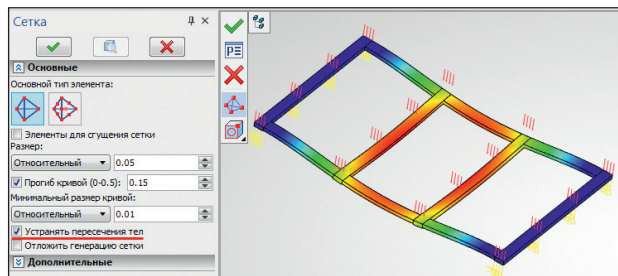 Сетка
Основные
Основной тип элемента:
Элементы для сгущения сетки
Размер:
Относительный 0.05
Прогиб кривой (0-0.5): 0.15
Минимальный размер кривой:
Относительный 0.01
Устранять пересечения тел
Отложить генерацию сетки
Дополнительные